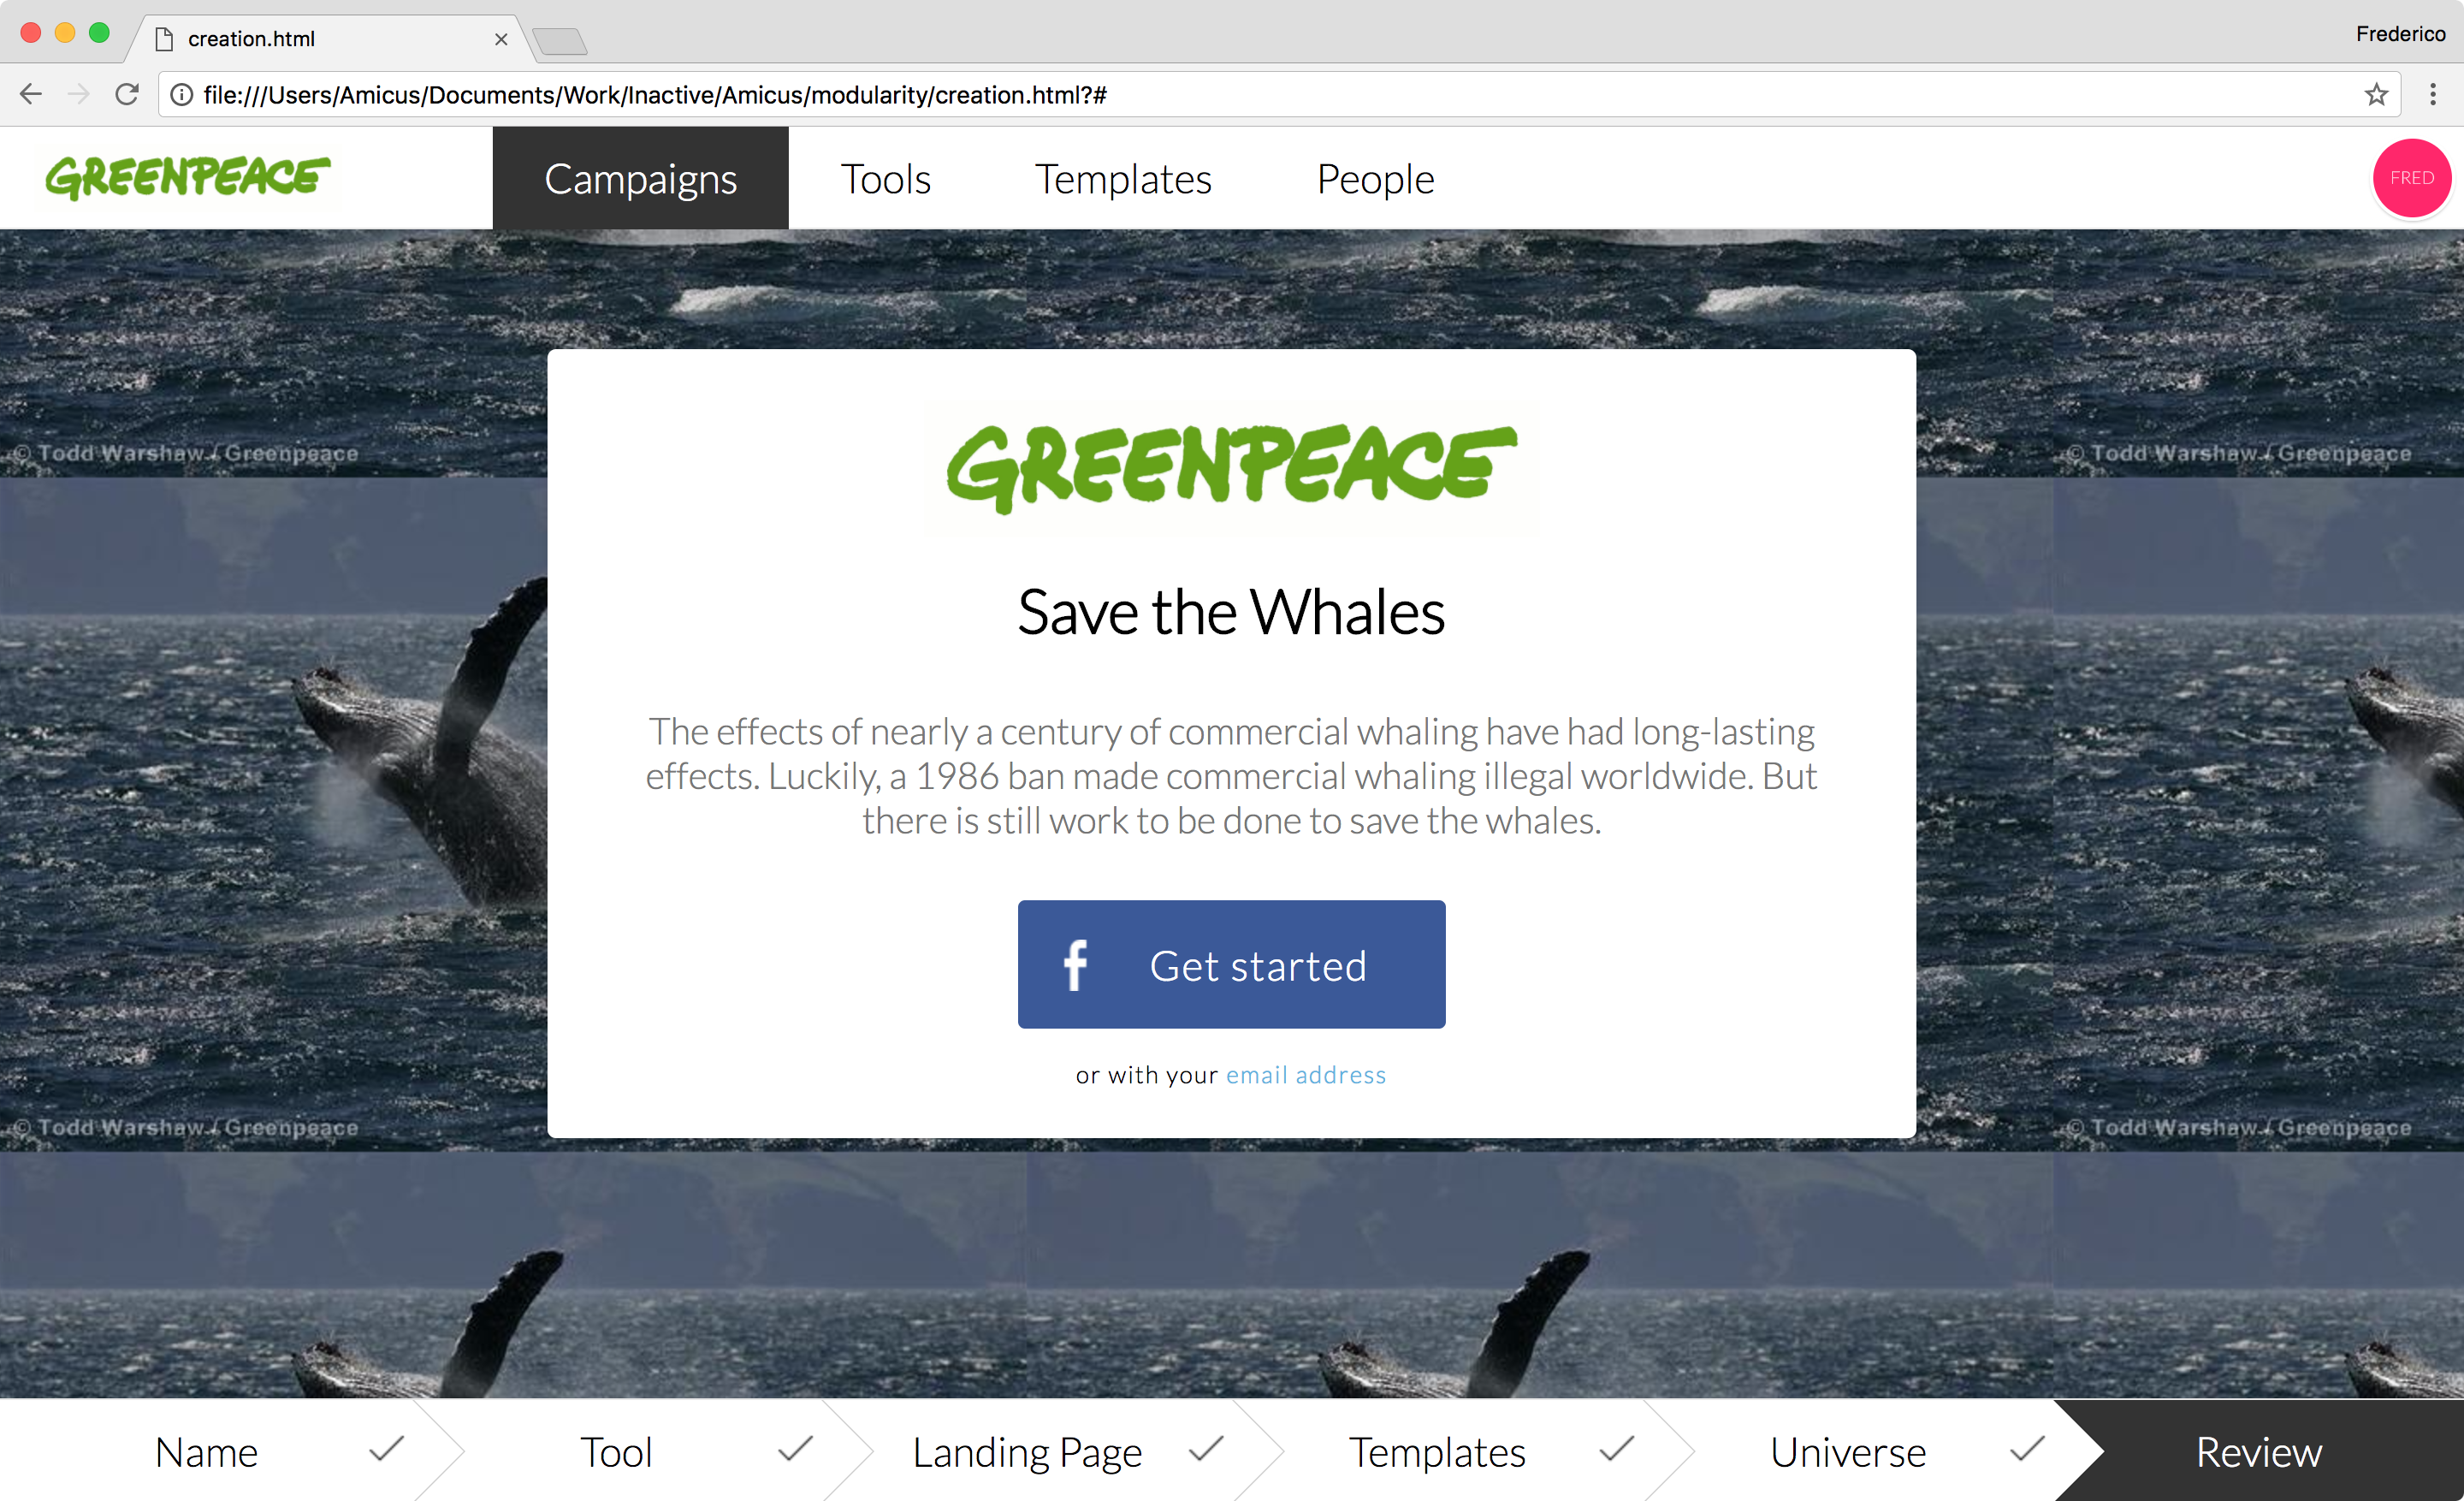 creation.html
Frederico
file:///Users/Amicus/Documents/Work/Inactive/Amicus/modularity/creation.html?#
GREENPEACE
Campaigns
Tools
Templates
People
FRED
© Todd Warshaw / Greenpeace
© Todd Warshaw / Greenpeace
GREENPEACE
Save the Whales
The effects of nearly a century of commercial whaling have had long-lasting
effects. Luckily, a 1986 ban made commercial whaling illegal worldwide. But
there is still work to be done to save the whales.
f
Get started
or with your email address
© Todd Warshaw / Greenpeace
© Todd Warshaw / Greenpeace
Name
Tool
Landing Page
Templates
Universe
Review